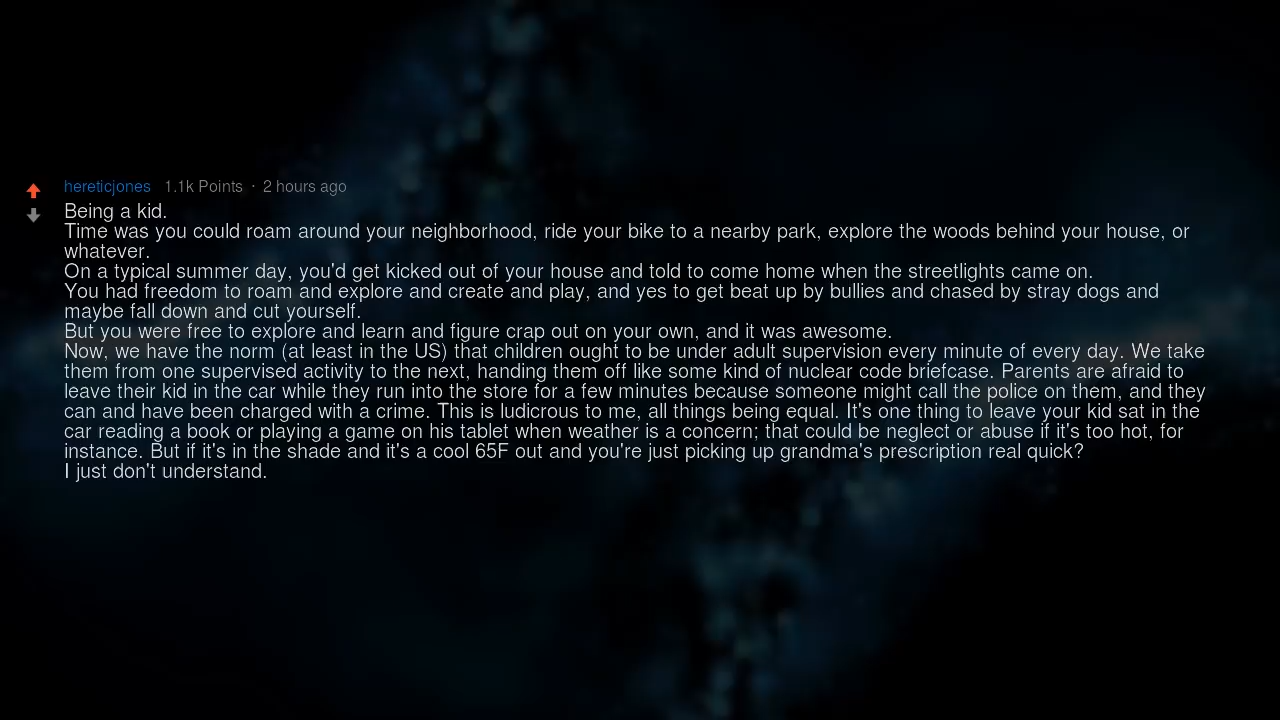 hereticjones 1.1k Points · 2 hours ago
Being a kid.
Time was you could roam around your neighborhood, ride your bike to a nearby park, explore the woods behind your house, or
whatever.
On a typical summer day, you'd get kicked out of your house and told to come home when the streetlights came on.
You had freedom to roam and explore and create and play, and yes to get beat up by bullies and chased by stray dogs and
maybe fall down and cut yourself.
But you were free to explore and learn and figure crap out on your own, and it was awesome.
Now, we have the norm (at least in the US) that children ought to be under adult supervision every minute of every day. We take
them from one supervised activity to the next, handing them off like some kind of nuclear code briefcase. Parents are afraid to
leave their kid in the car while they run into the store for a few minutes because someone might call the police on them, and they
can and have been charged with a crime. This is ludicrous to me, all things being equal. It's one thing to leave your kid sat in the
car reading a book or playing a game on his tablet when weather is a concern; that could be neglect or abuse if it's too hot, for
instance. But if it's in the shade and it's a cool 65F out and you're just picking up grandma's prescription real quick?
I just don't understand.